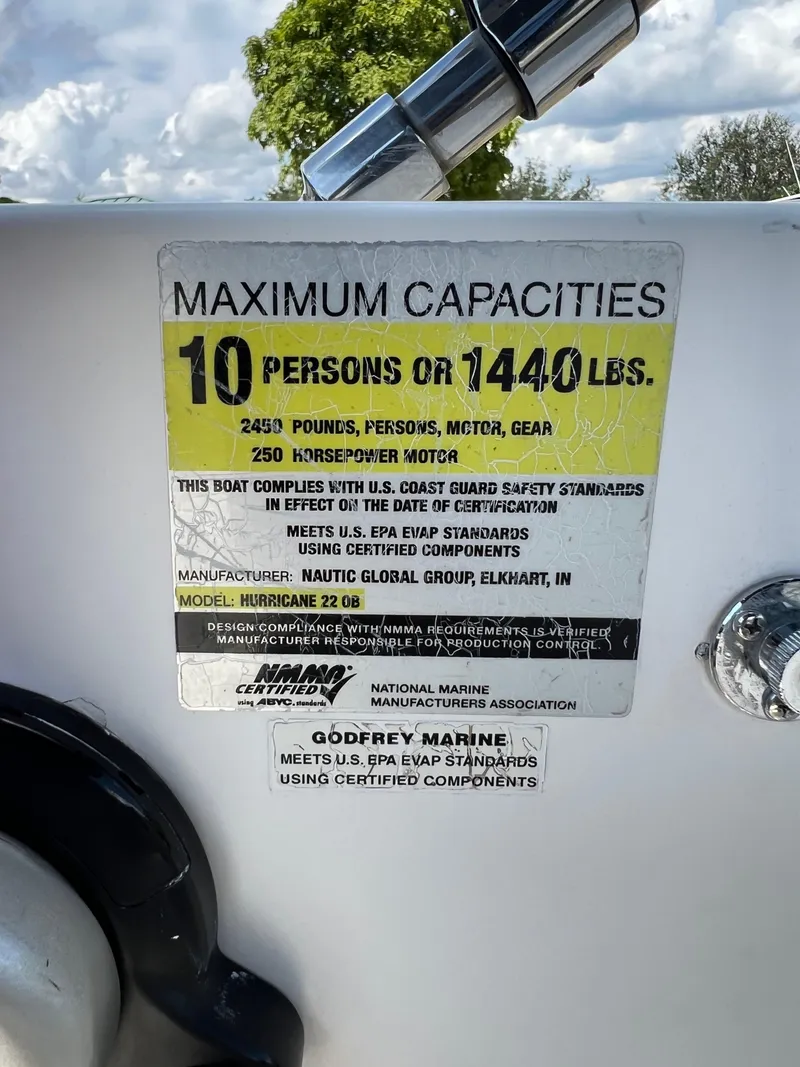 MAXIMUM CAPACITIES
10 PERSONS OR 1440 LBS.
2450 POUNDS, PERSONS, MOTOR, GEAR
250 HORSEPOWER MOTOR
THIS BOAT COMPLIES WITH U.S. COAST GUARD SAFETY STANDARDS
IN EFFECT ON THE DATE OF CERTIFICATION
MEETS U.S. EPA EVAP STANDARDS
USING CERTIFIED COMPONENTS
MANUFACTURER: NAUTIC GLOBAL GROUP, ELKHART, IN
MODEL: HURRICANE 22 OB
DESIGN COMPLIANCE WITH NMMA REQUIREMENTS IS VERIFIED.
MANUFACTURER RESPONSIBLE FOR PRODUCTION CONTROL.
NMMA
CERTIFIED
using ABYC. standards
NATIONAL MARINE
MANUFACTURERS ASSOCIATION
GODFREY MARINE
MEETS U.S. EPA EVAP STANDARDS
USING CERTIFIED COMPONENTS